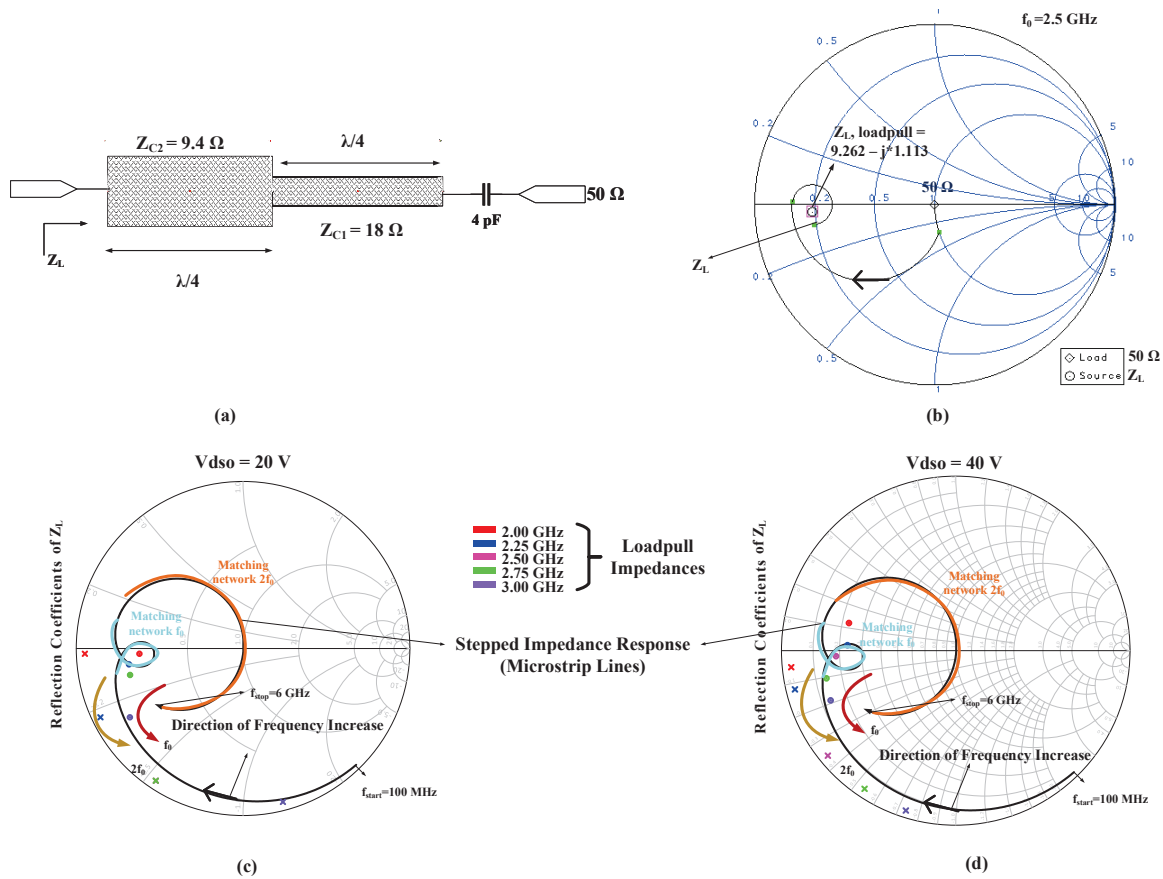 Z_C2 = 9.4 Ω
λ/4
50 Ω
4 pF
Z_C1 = 18 Ω
Z_L
λ/4
(a)
f_0 = 2.5 GHz
1
0.5
0.2
5
10
Z_L, loadpull =
9.262 – j*1.113
50 Ω
0.2
0.5
1
5
10
Z_L
10
0.2
5
0.5
1
Load
50 Ω
Source
Z_L
(b)
Vdso = 20 V
Reflection Coefficients of Z_L
Matching
network 2f_0
Matching
network f_0
f_stop=6 GHz
Direction of Frequency Increase
f_0
2f_0
f_start=100 MHz
(c)
2.00 GHz
2.25 GHz
2.50 GHz
2.75 GHz
3.00 GHz
Loadpull
Impedances
Stepped Impedance Response
(Microstrip Lines)
Vdso = 40 V
Reflection Coefficients of Z_L
Matching
network 2f_0
Matching
network f_0
f_stop=6 GHz
f_0
Direction of Frequency Increase
2f_0
f_start=100 MHz
(d)